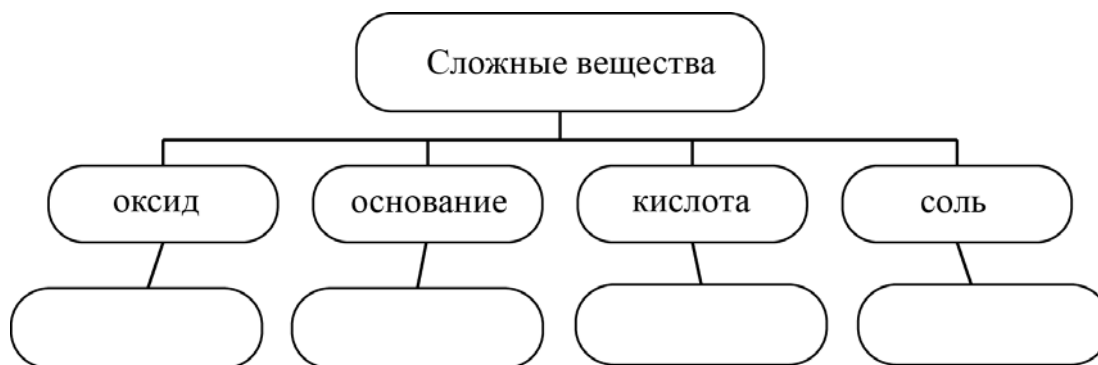 Сложные вещества
оксид
основание
кислота
соль